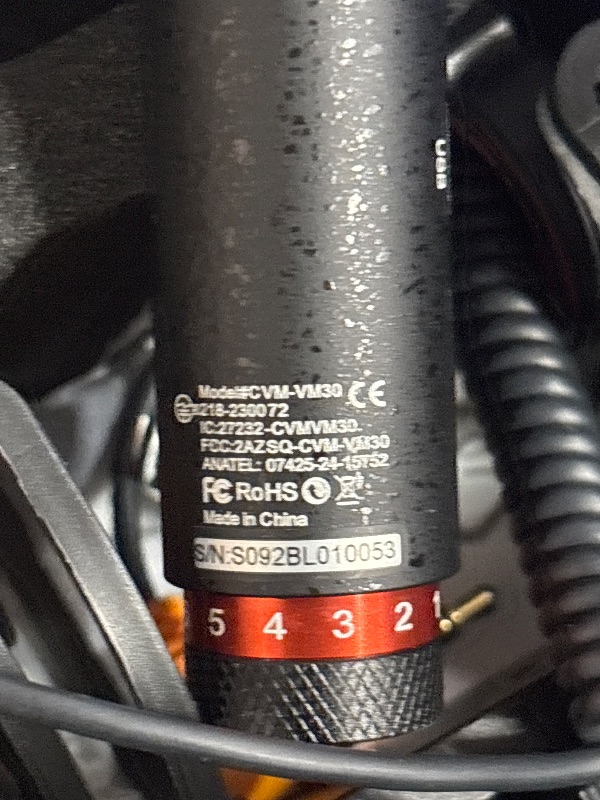 USB
Model#CVM-VM30 CE
218-230072
IC:27232-CVMVM30
FCC:2AZSQ-CVM-VM30
ANATEL: 07425-24-15752
FC RoHS
Made in China
S/N:S092BL010053
5 4 3 2 1